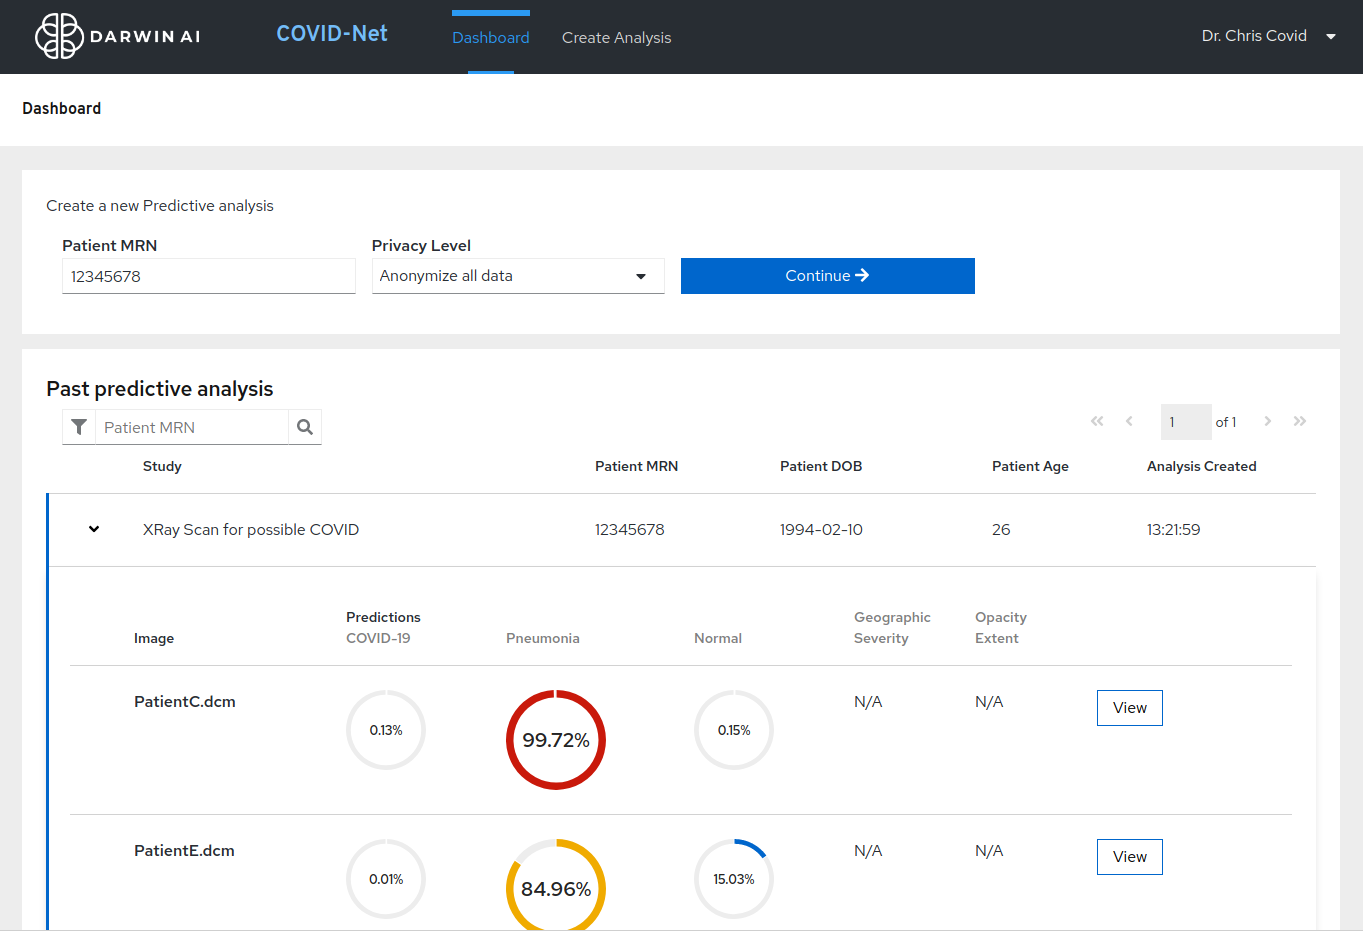 DARWIN AI
COVID-Net
Dashboard
Create Analysis
Dr. Chris Covid
Dashboard
Create a new Predictive analysis
Patient MRN
Privacy Level
12345678
Anonymize all data
Continue
Past predictive analysis
Patient MRN
1
of 1
Study
Patient MRN
Patient DOB
Patient Age
Analysis Created
XRay Scan for possible COVID
12345678
1994-02-10
26
13:21:59
Image
Predictions
COVID-19
Pneumonia
Normal
Geographic
Severity
Opacity
Extent
PatientC.dcm
0.13%
99.72%
0.15%
N/A
N/A
View
PatientE.dcm
0.01%
84.96%
15.03%
N/A
N/A
View